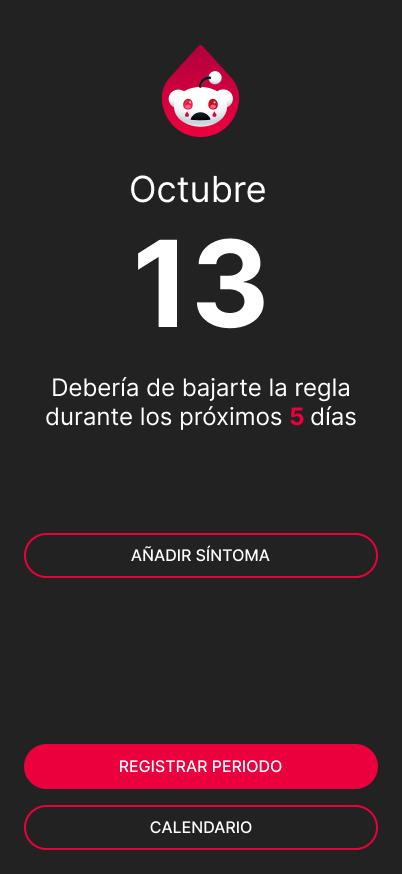 Octubre
13
Debería de bajarte la regla
durante los próximos 5 días
AÑADIR SÍNTOMA
REGISTRAR PERIODO
CALENDARIO